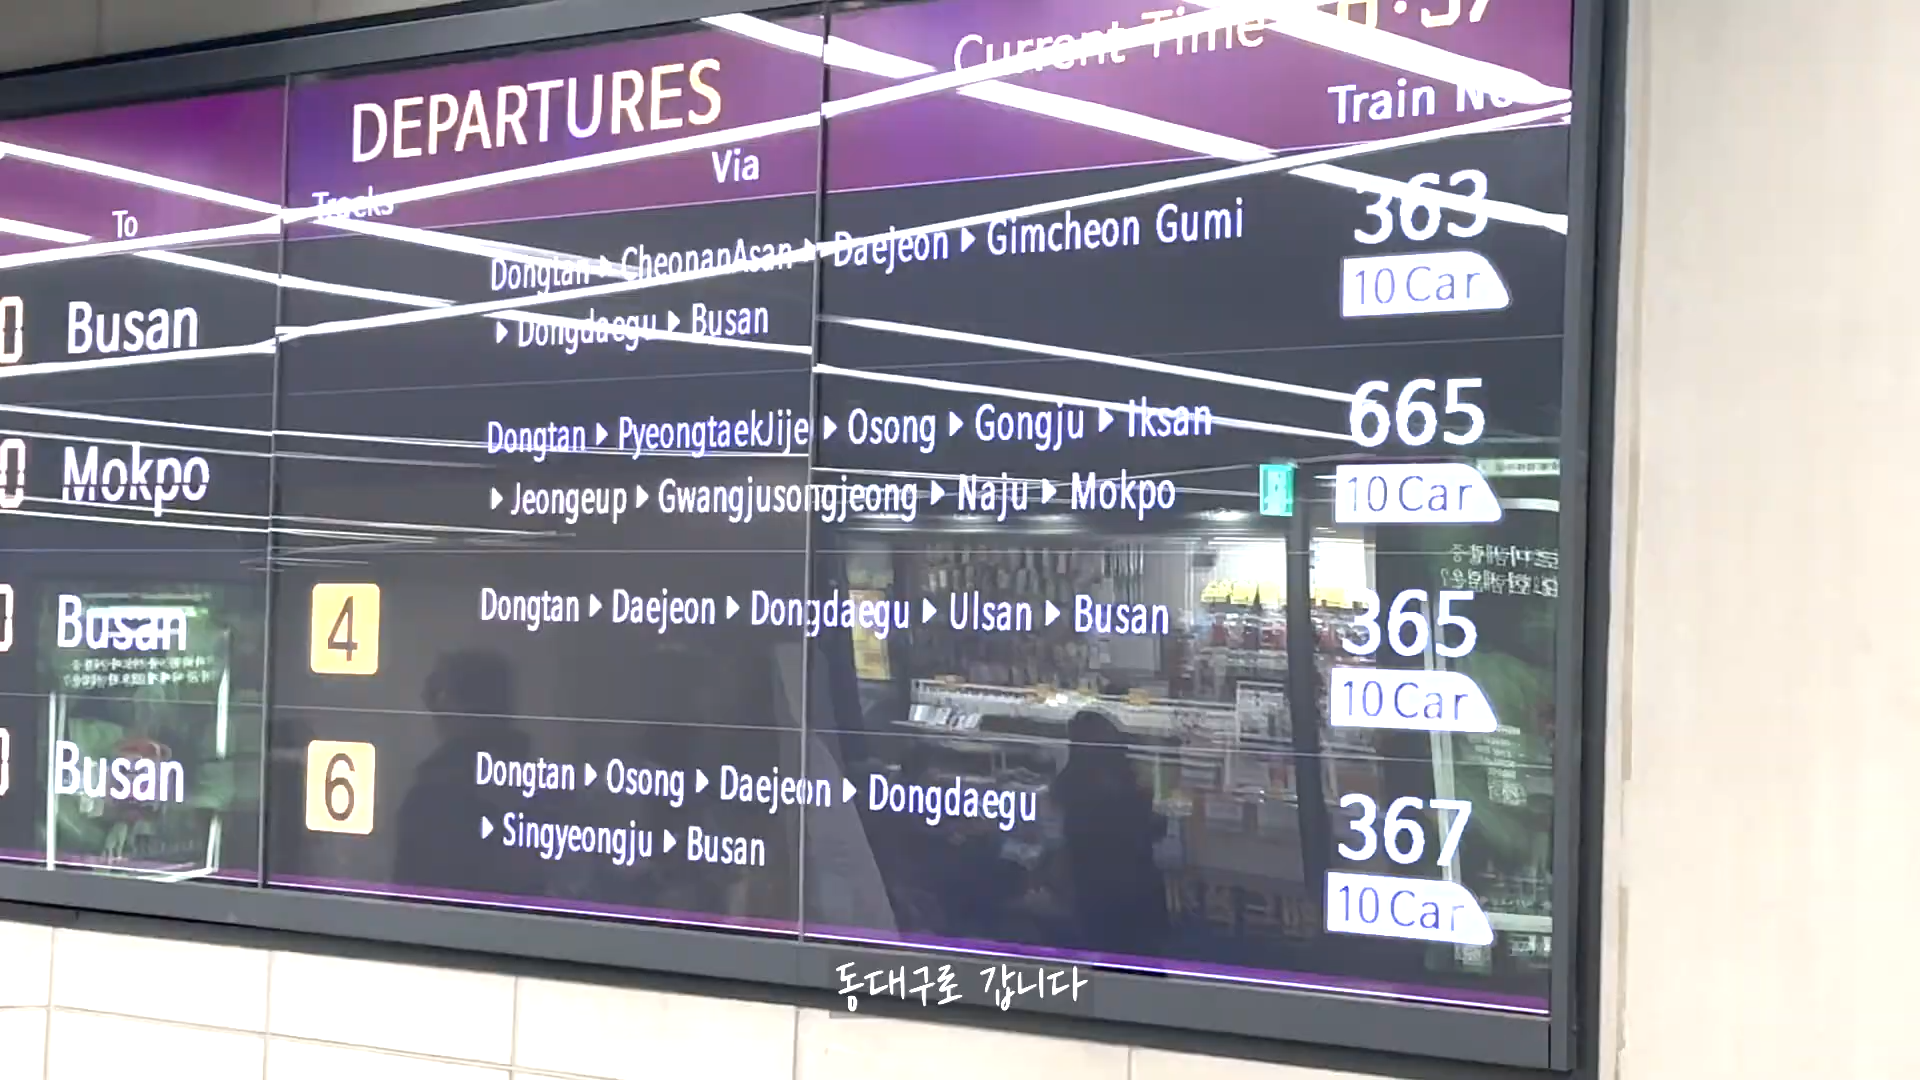 DEPARTURES
Current Time
To
Tracks
Via
Train No
Busan
Dongtan ▶ CheonanAsan ▶ Daejeon ▶ Gimcheon Gumi
▶ Dongdaegu ▶ Busan
363
10 Car
Mokpo
Dongtan ▶ PyeongtaekJije ▶ Osong ▶ Gongju ▶ Iksan
▶ Jeongeup ▶ Gwangjusongjeong ▶ Naju ▶ Mokpo
665
10 Car
Busan
4
Dongtan ▶ Daejeon ▶ Dongdaegu ▶ Ulsan ▶ Busan
365
10 Car
Busan
6
Dongtan ▶ Osong ▶ Daejeon ▶ Dongdaegu
▶ Singyeongju ▶ Busan
367
10 Car
동대구로 갑니다